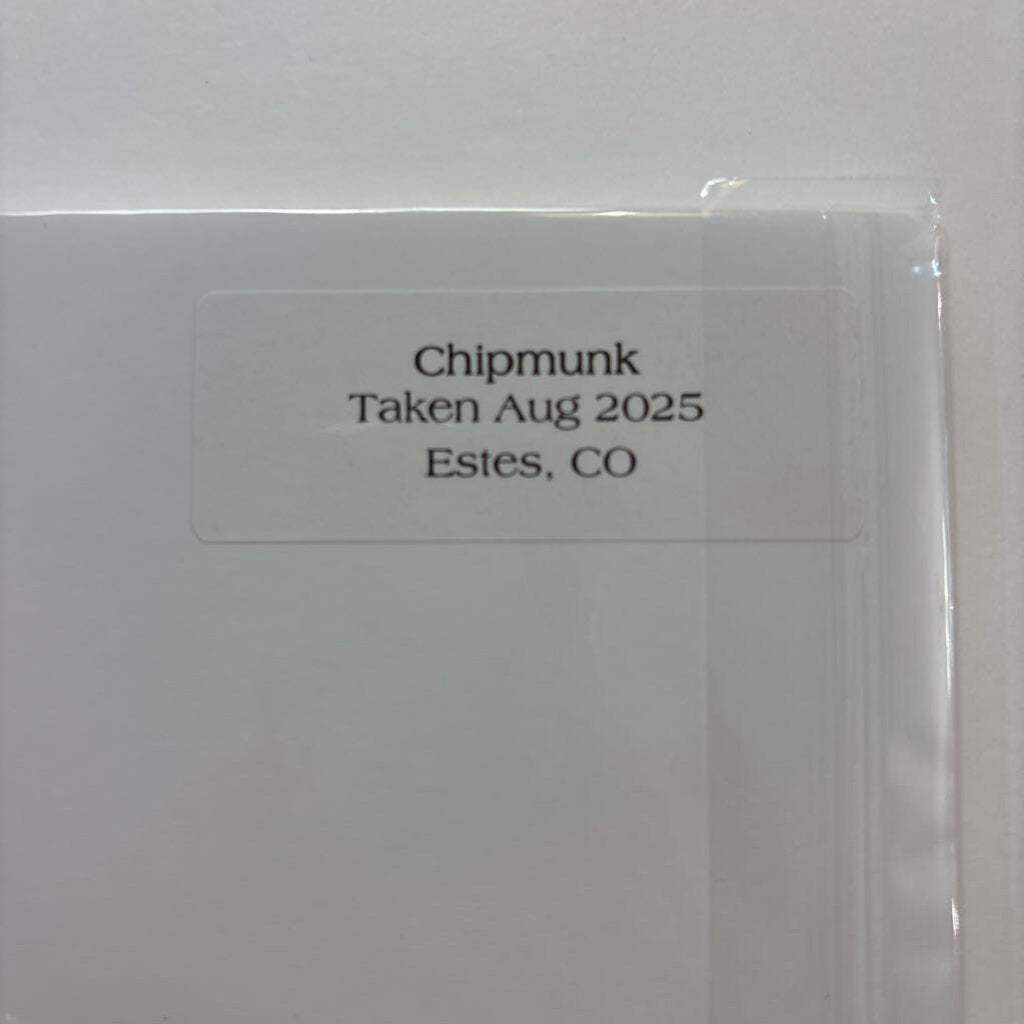 Chipmunk
Taken Aug 2025
Estes, CO